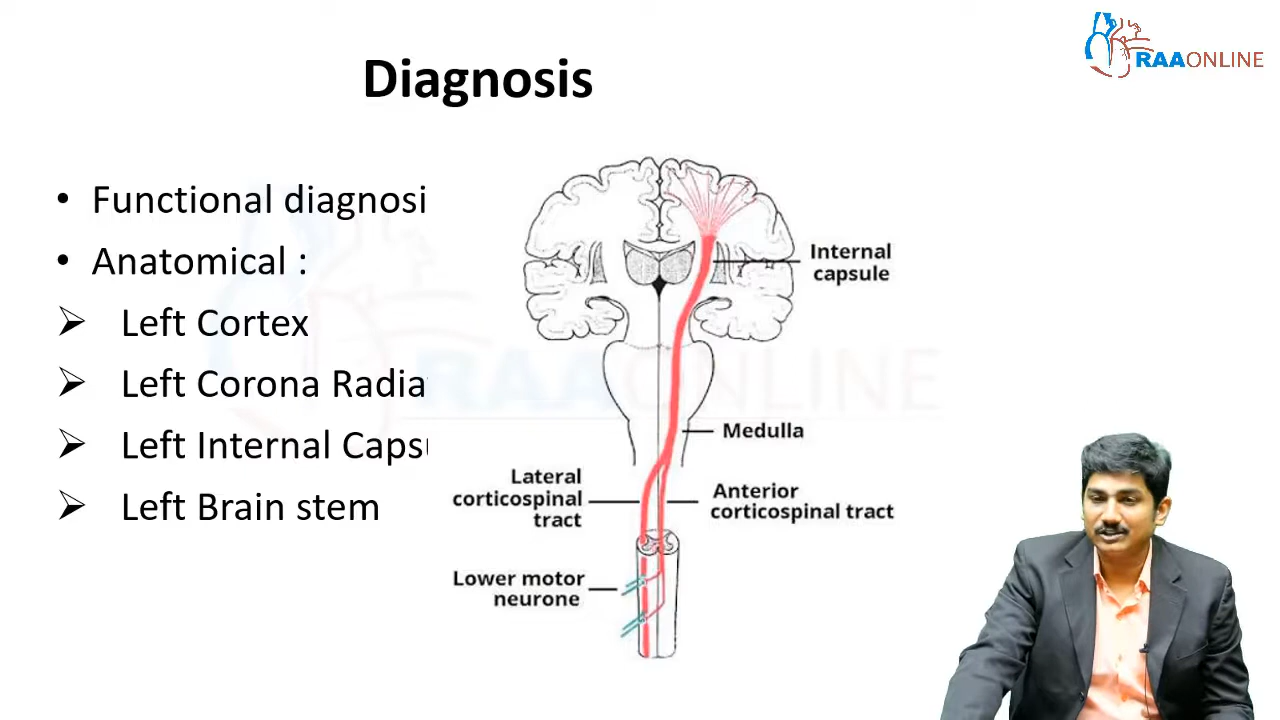 RAAONLINE
Diagnosis
• Functional diagnosi
• Anatomical :
➢ Left Cortex
➢ Left Corona Radia
➢ Left Internal Caps
➢ Left Brain stem
Internal
capsule
Medulla
Lateral
corticospinal
tract
Anterior
corticospinal tract
Lower motor
neurone
RAAONLINE